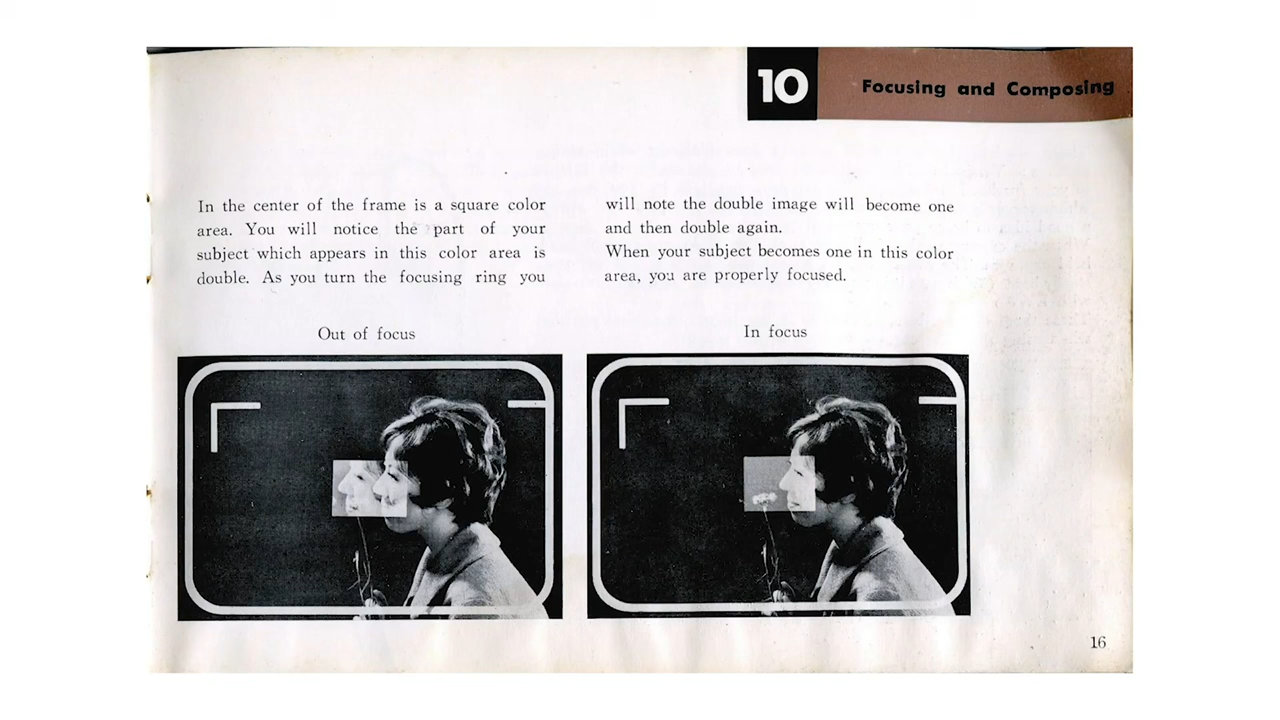 10 Focusing and Composing
In the center of the frame is a square color
area. You will notice the part of your
subject which appears in this color area is
double. As you turn the focusing ring you
will note the double image will become one
and then double again.
When your subject becomes one in this color
area, you are properly focused.
Out of focus
In focus
16